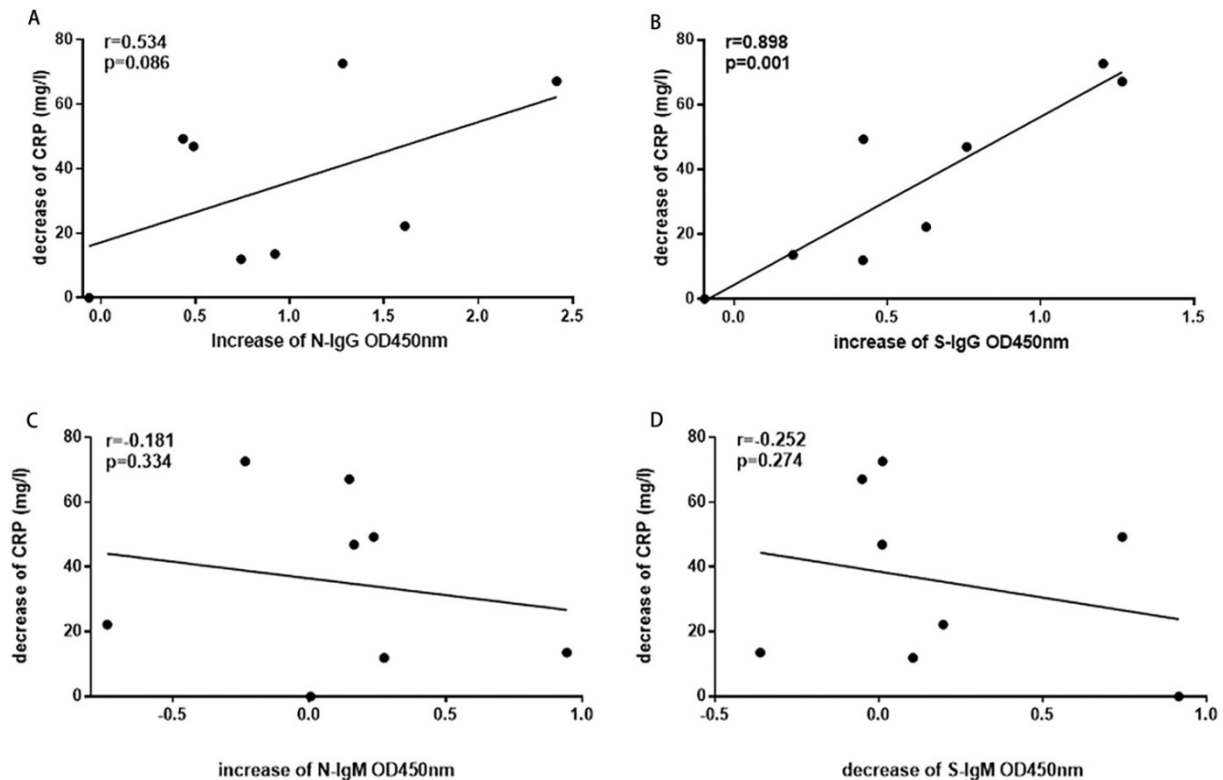 A
r=0.534
p=0.086
decrease of CRP (mg/l)
80
60
40
20
0
0.0 0.5 1.0 1.5 2.0 2.5
Increase of N-IgG OD450nm
B
r=0.898
p=0.001
decrease of CRP (mg/l)
80
60
40
20
0
0.0 0.5 1.0 1.5
increase of S-IgG OD450nm
C
r=-0.181
p=0.334
decrease of CRP (mg/l)
80
60
40
20
0
-0.5 0.0 0.5 1.0
increase of N-IgM OD450nm
D
r=-0.252
p=0.274
decrease of CRP (mg/l)
80
60
40
20
0
-0.5 0.0 0.5 1.0
decrease of S-IgM OD450nm